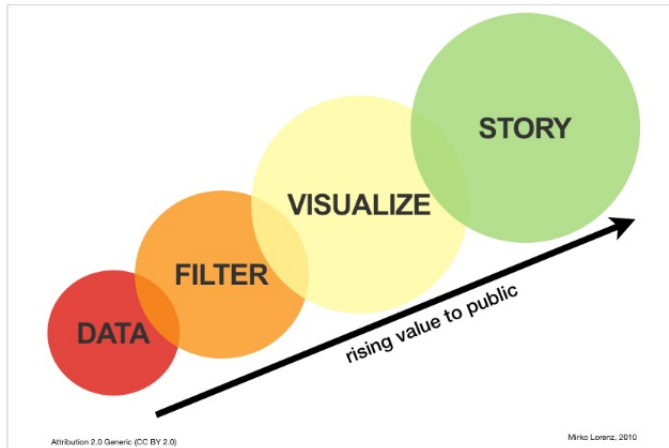 STORY
VISUALIZE
FILTER
DATA
rising value to public
Attribution 2.0 Generic (CC BY 2.0)
Mirko Lorenz, 2010